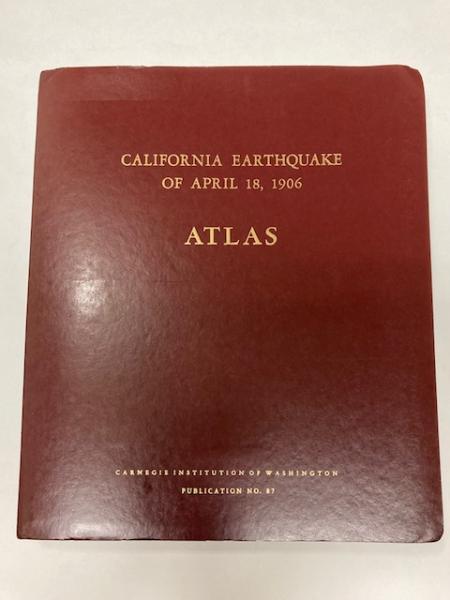 CALIFORNIA EARTHQUAKE
OF APRIL 18, 1906
ATLAS
CARNEGIE INSTITUTION OF WASHINGTON
PUBLICATION NO. 87